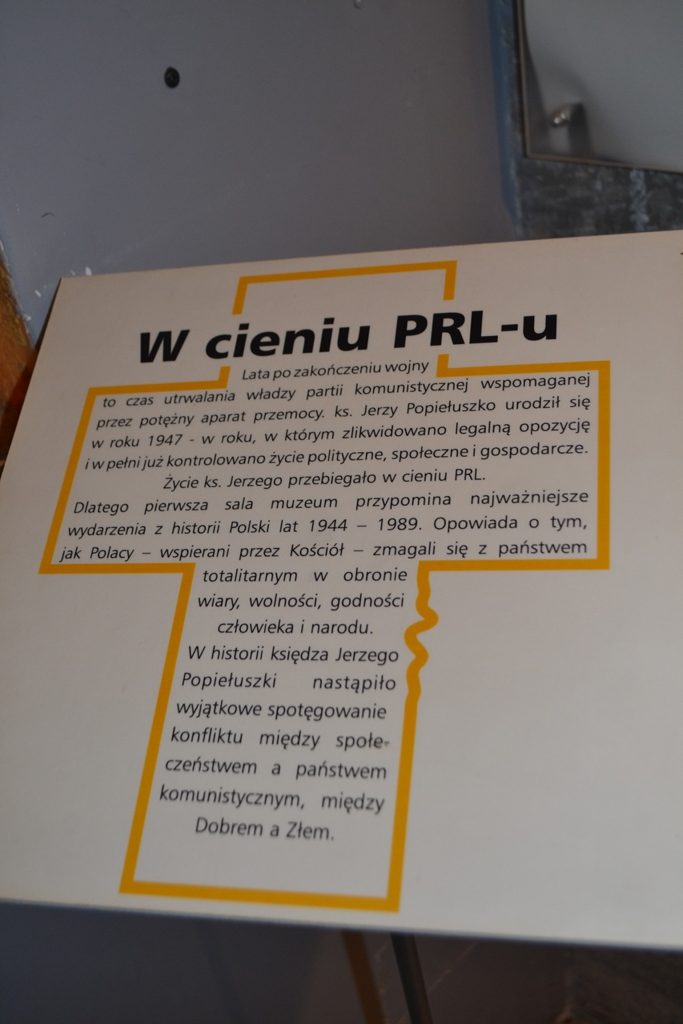 W cieniu PRL-u
Lata po zakończeniu wojny
to czas utrwalania władzy partii komunistycznej wspomaganej
przez potężny aparat przemocy. ks. Jerzy Popiełuszko urodził się
w roku 1947 - w roku, w którym zlikwidowano legalną opozycję
i w pełni już kontrolowano życie polityczne, społeczne i gospodarcze.
Życie ks. Jerzego przebiegało w cieniu PRL.
Dlatego pierwsza sala muzeum przypomina najważniejsze
wydarzenia z historii Polski lat 1944 – 1989. Opowiada o tym,
jak Polacy – wspierani przez Kościół – zmagali się z państwem
totalitarnym w obronie
wiary, wolności, godności
człowieka i narodu.
W historii księdza Jerzego
Popiełuszki nastąpiło
wyjątkowe spotęgowanie
konfliktu między społe-
czeństwem a państwem
komunistycznym, między
Dobrem a Złem.